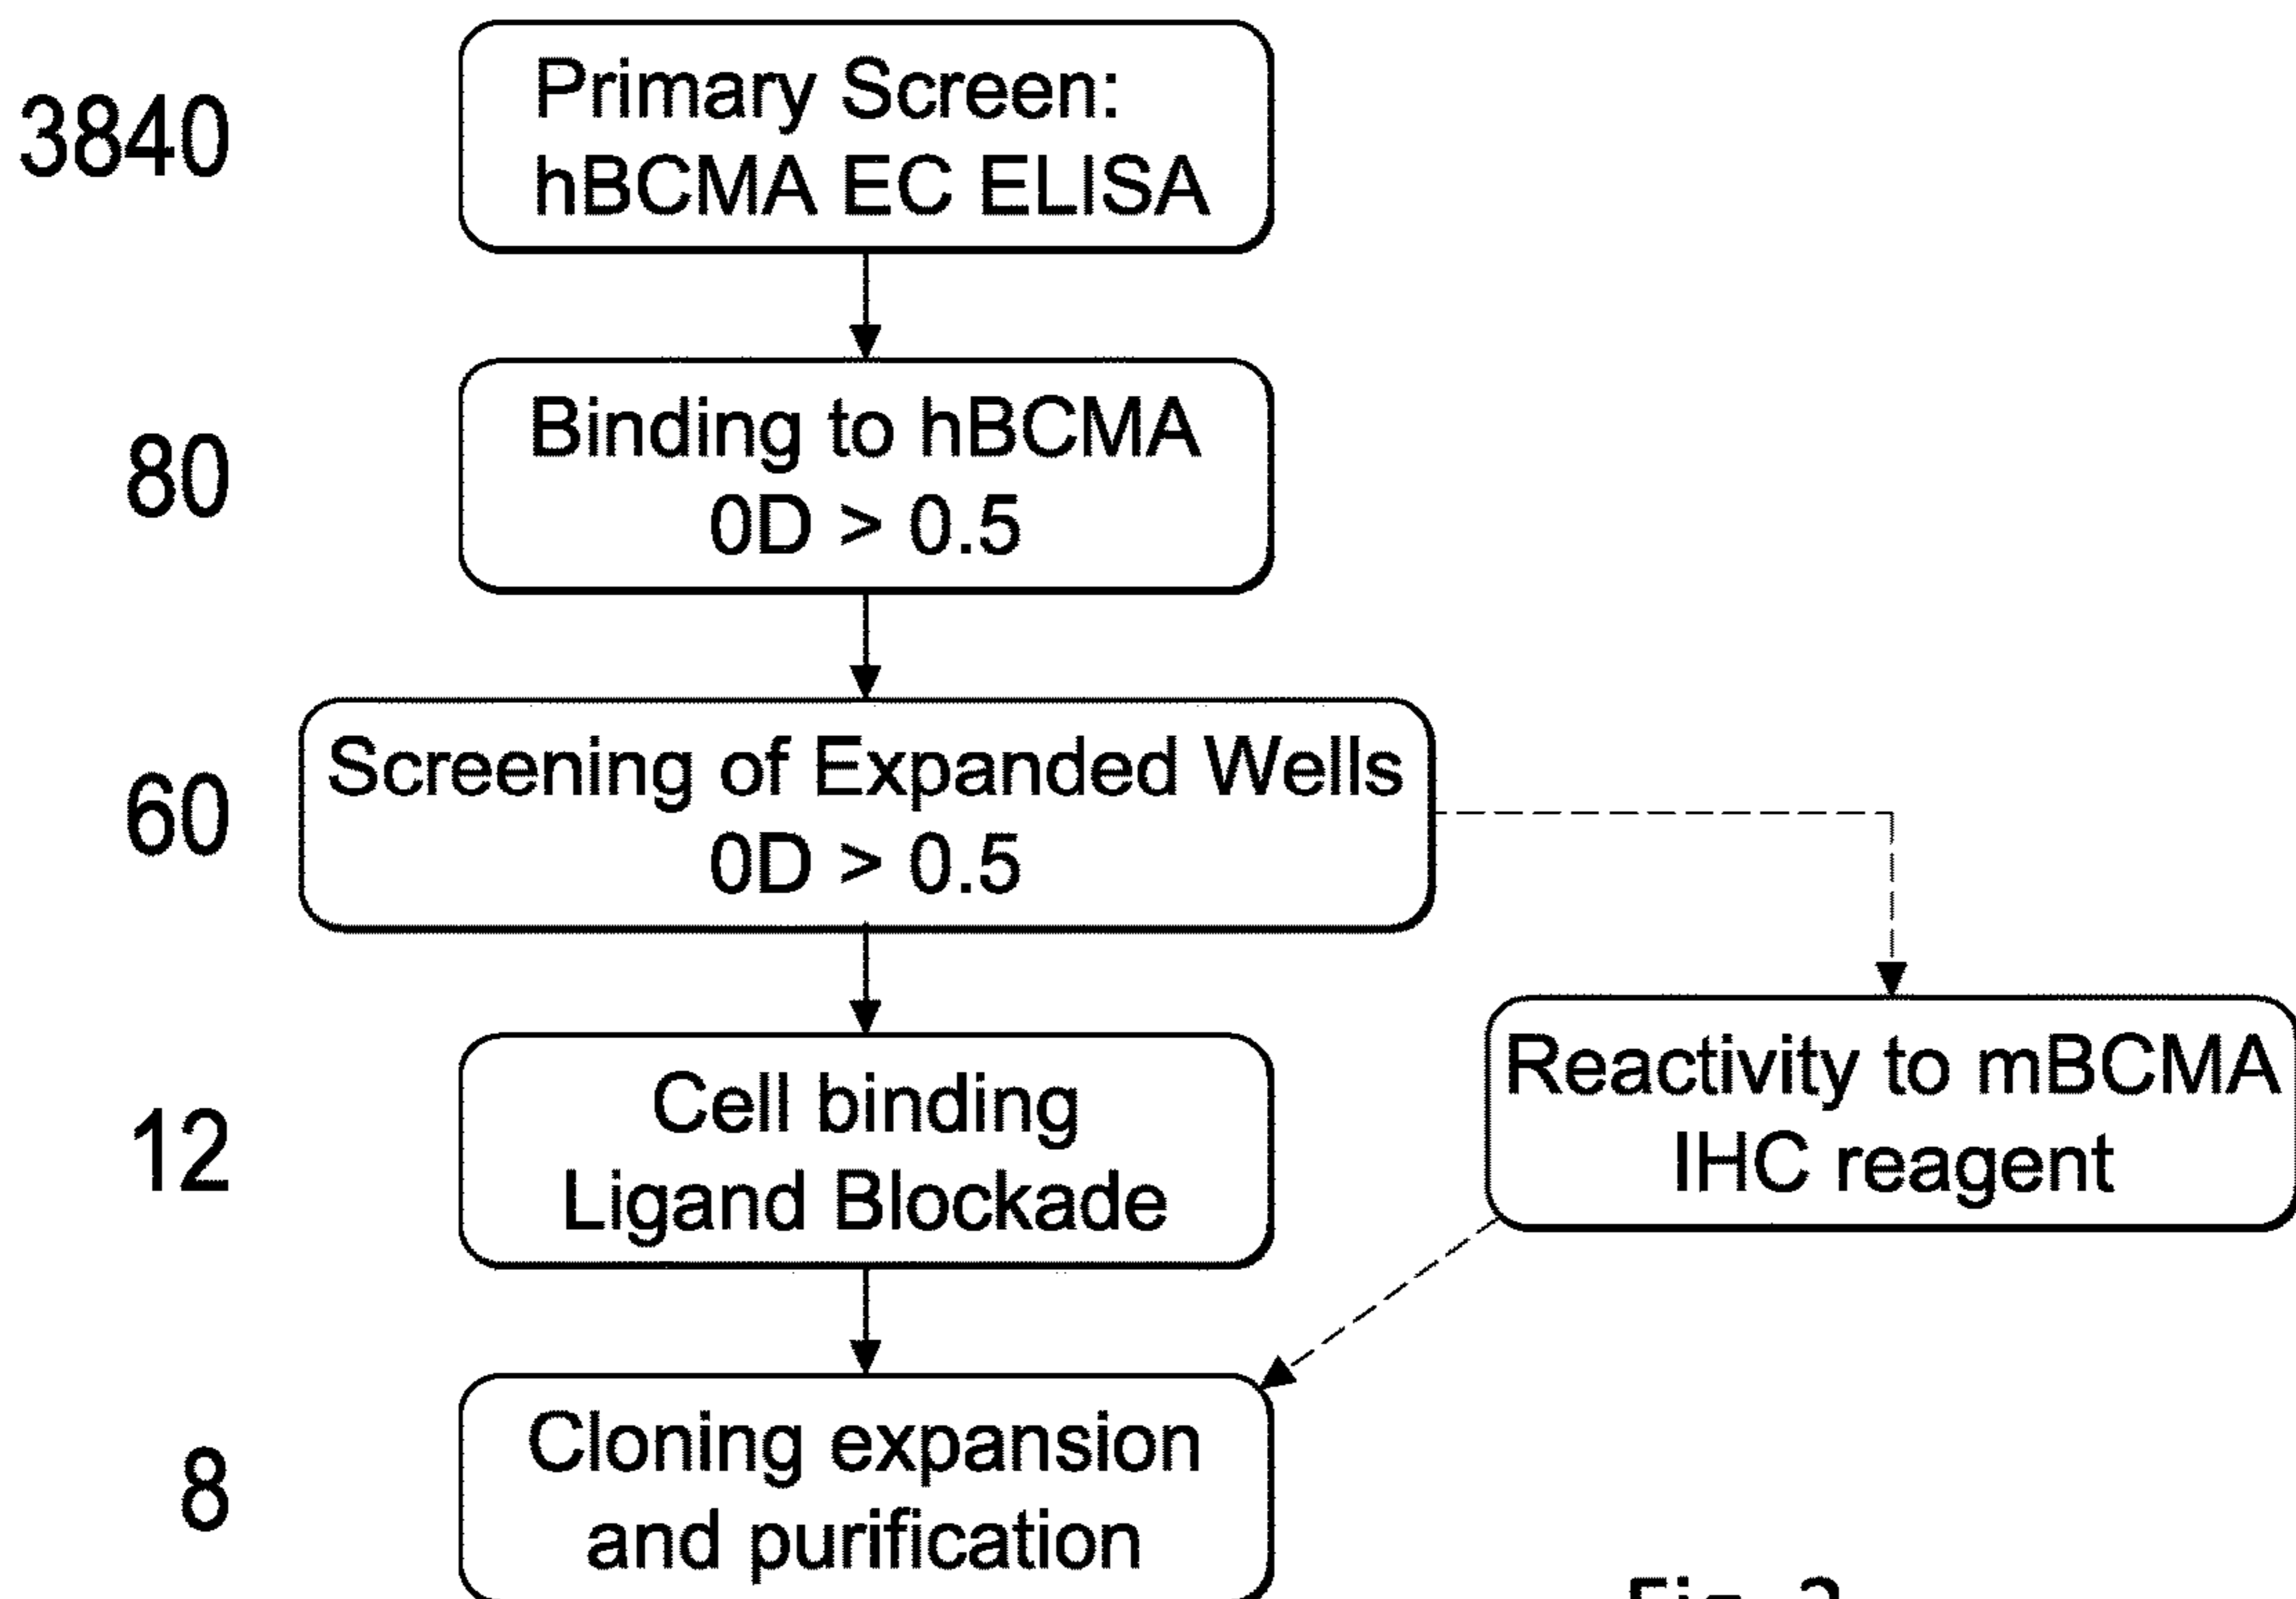 3840
Primary Screen:
hBCMA EC ELISA
80
Binding to hBCMA
0D > 0.5
60
Screening of Expanded Wells
0D > 0.5
12
Cell binding
Ligand Blockade
Reactivity to mBCMA
IHC reagent
8
Cloning expansion
and purification